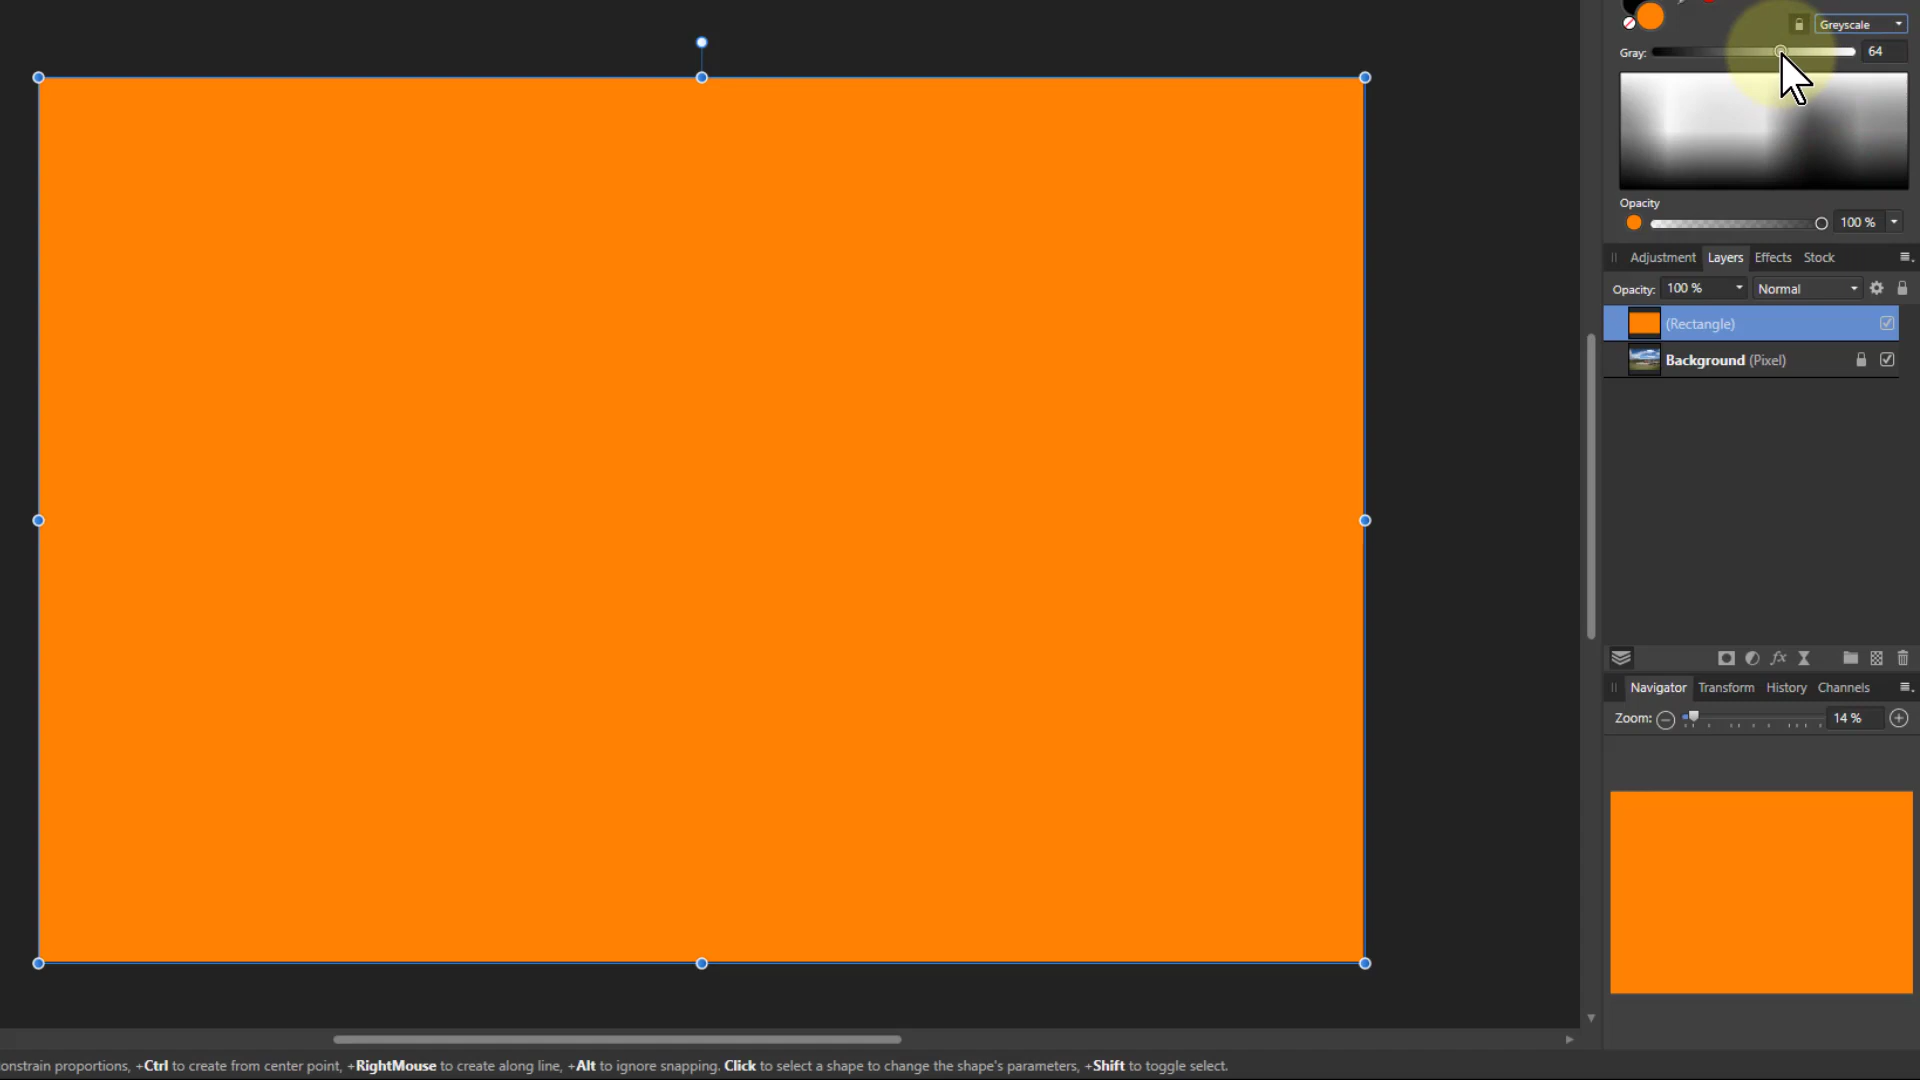 Greyscale
Gray: 64
Opacity
100 %
Adjustment Layers Effects Stock
Opacity: 100 % Normal
(Rectangle)
Background (Pixel)
Navigator Transform History Channels
Zoom: 14 %
onstrain proportions, +Ctrl to create from center point, +RightMouse to create along line, +Alt to ignore snapping. Click to select a shape to change the shape's parameters, +Shift to toggle select.